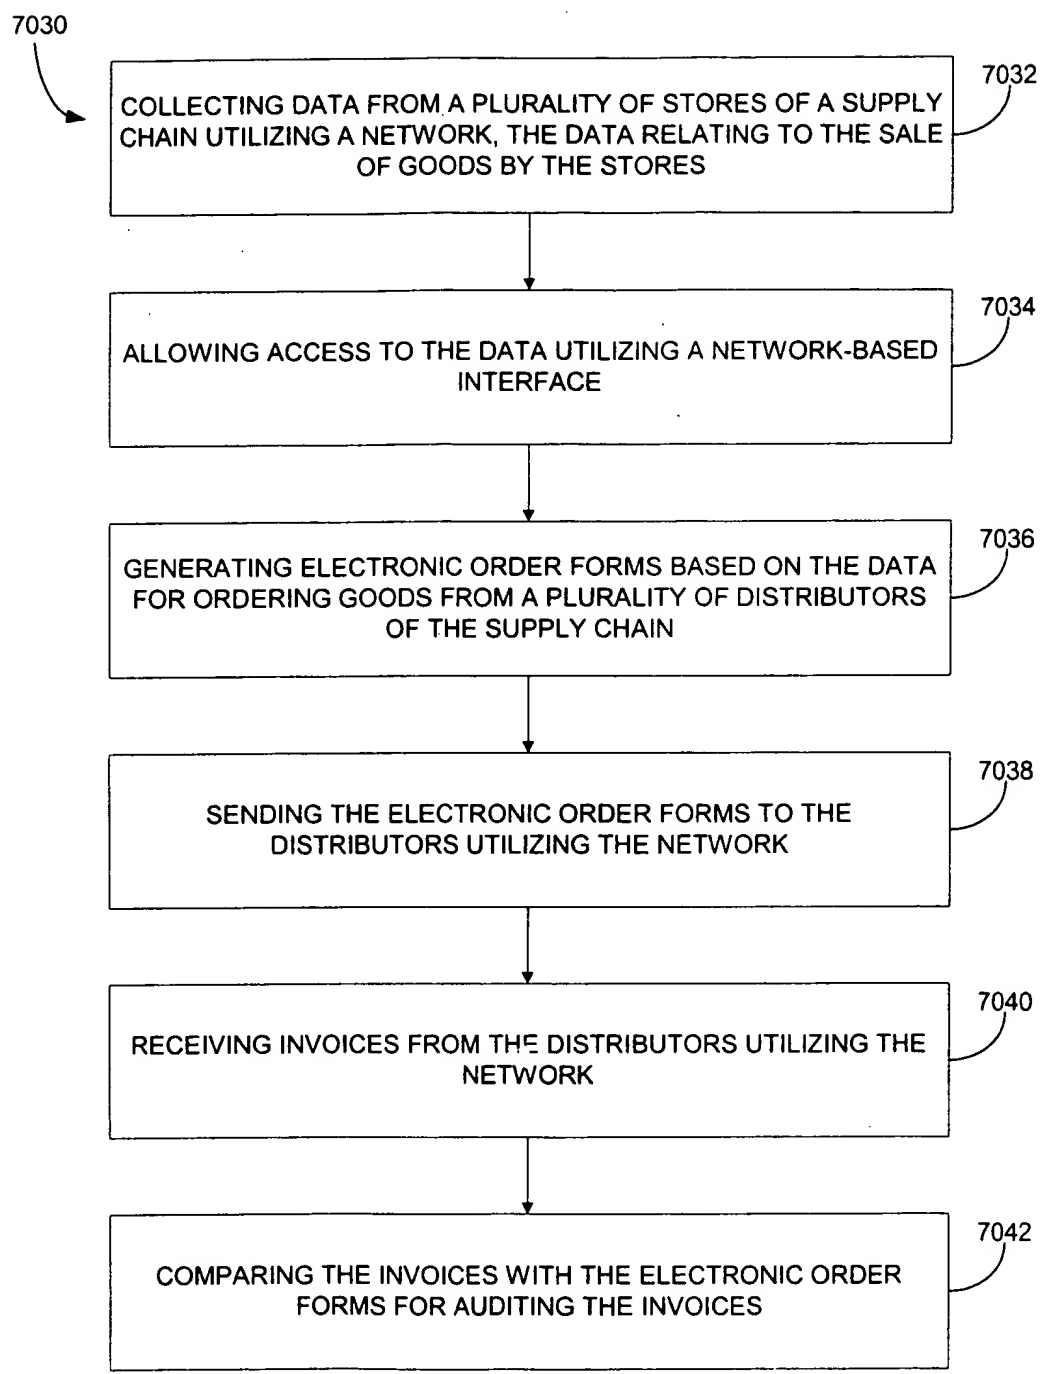 7030
7032
COLLECTING DATA FROM A PLURALITY OF STORES OF A SUPPLY
CHAIN UTILIZING A NETWORK, THE DATA RELATING TO THE SALE
OF GOODS BY THE STORES
7034
ALLOWING ACCESS TO THE DATA UTILIZING A NETWORK-BASED
INTERFACE
7036
GENERATING ELECTRONIC ORDER FORMS BASED ON THE DATA
FOR ORDERING GOODS FROM A PLURALITY OF DISTRIBUTORS
OF THE SUPPLY CHAIN
7038
SENDING THE ELECTRONIC ORDER FORMS TO THE
DISTRIBUTORS UTILIZING THE NETWORK
7040
RECEIVING INVOICES FROM THE DISTRIBUTORS UTILIZING THE
NETWORK
7042
COMPARING THE INVOICES WITH THE ELECTRONIC ORDER
FORMS FOR AUDITING THE INVOICES